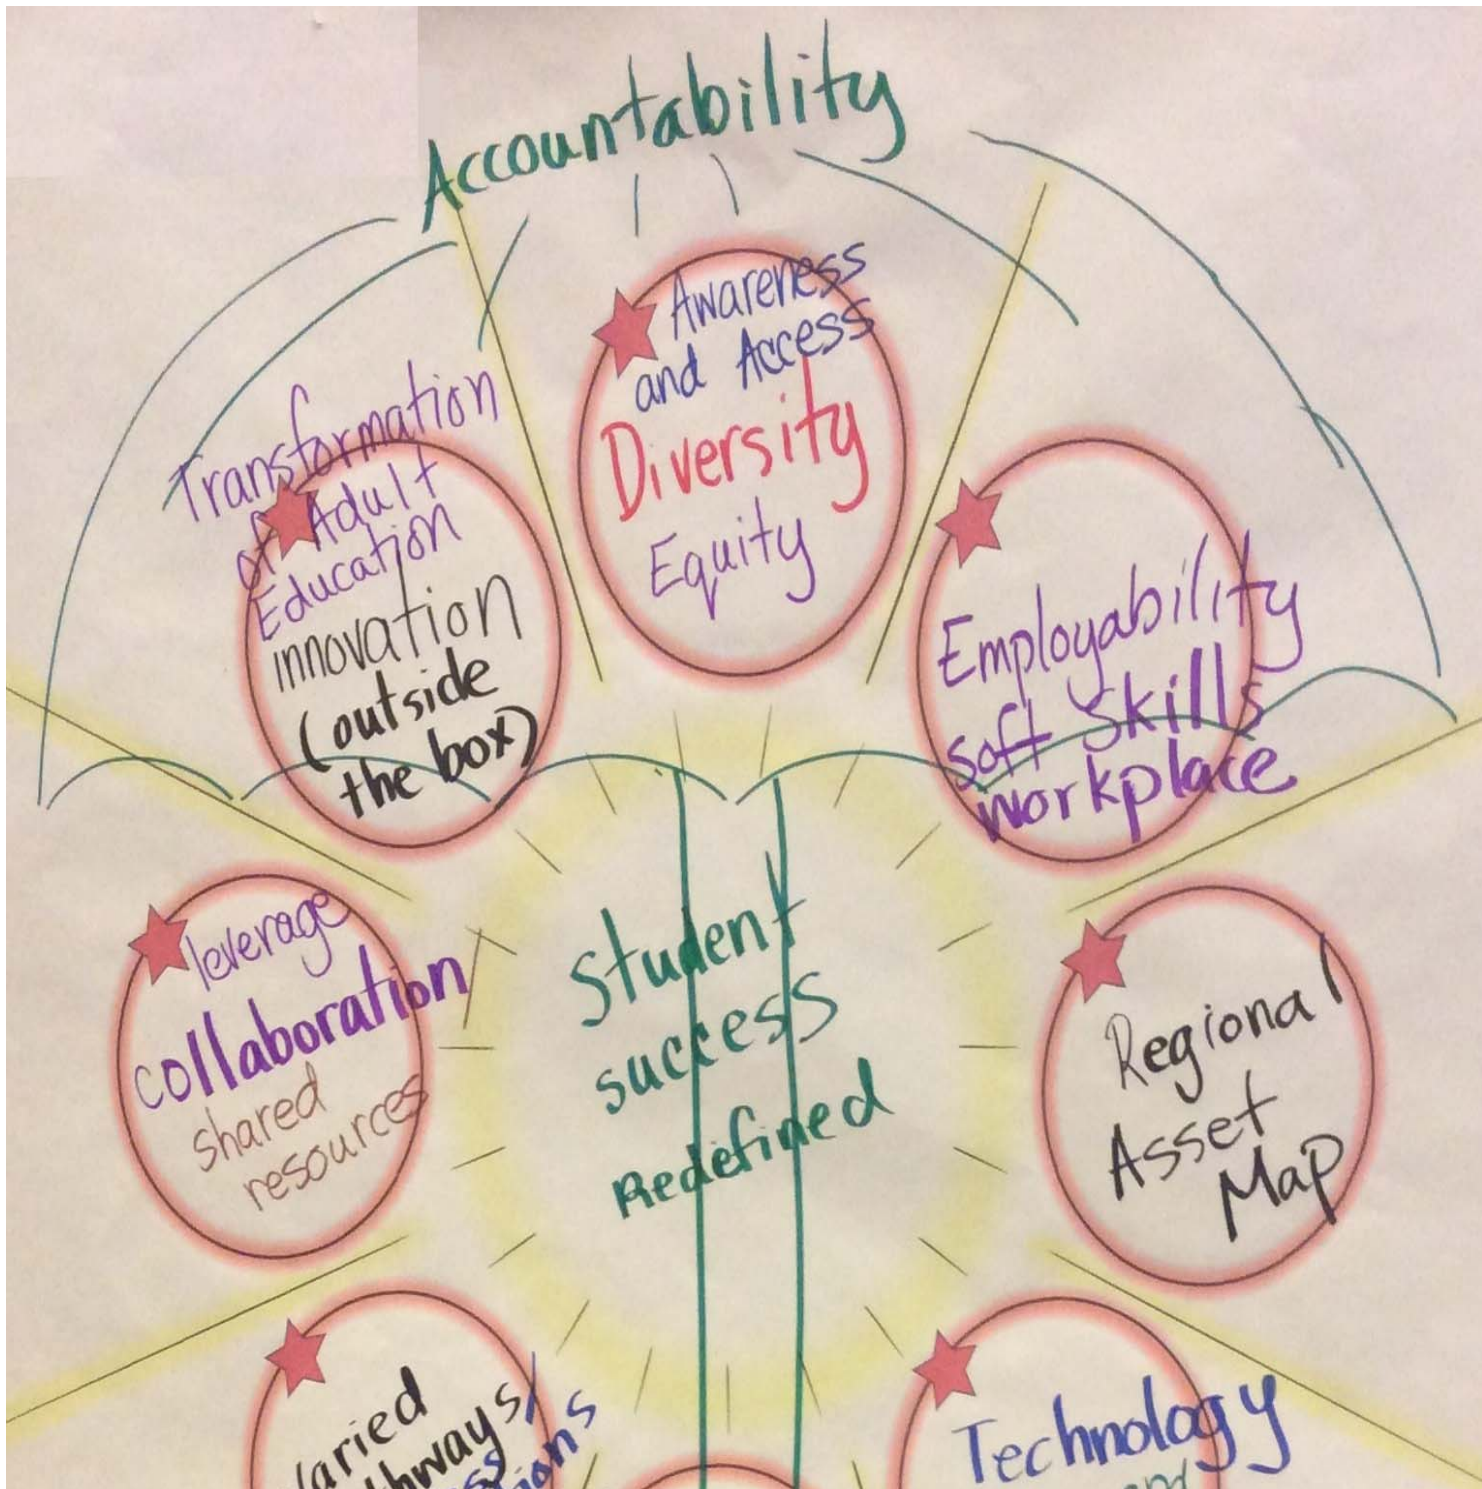 Accountability
Awareness
and Access
Diversity
Equity
Transformation
of Adult
Education
innovation
(outside
the box)
Employability
soft skills
workplace
leverage
collaboration
shared
resources
Student
success
Redefined
Regional
Asset
Map
Technology